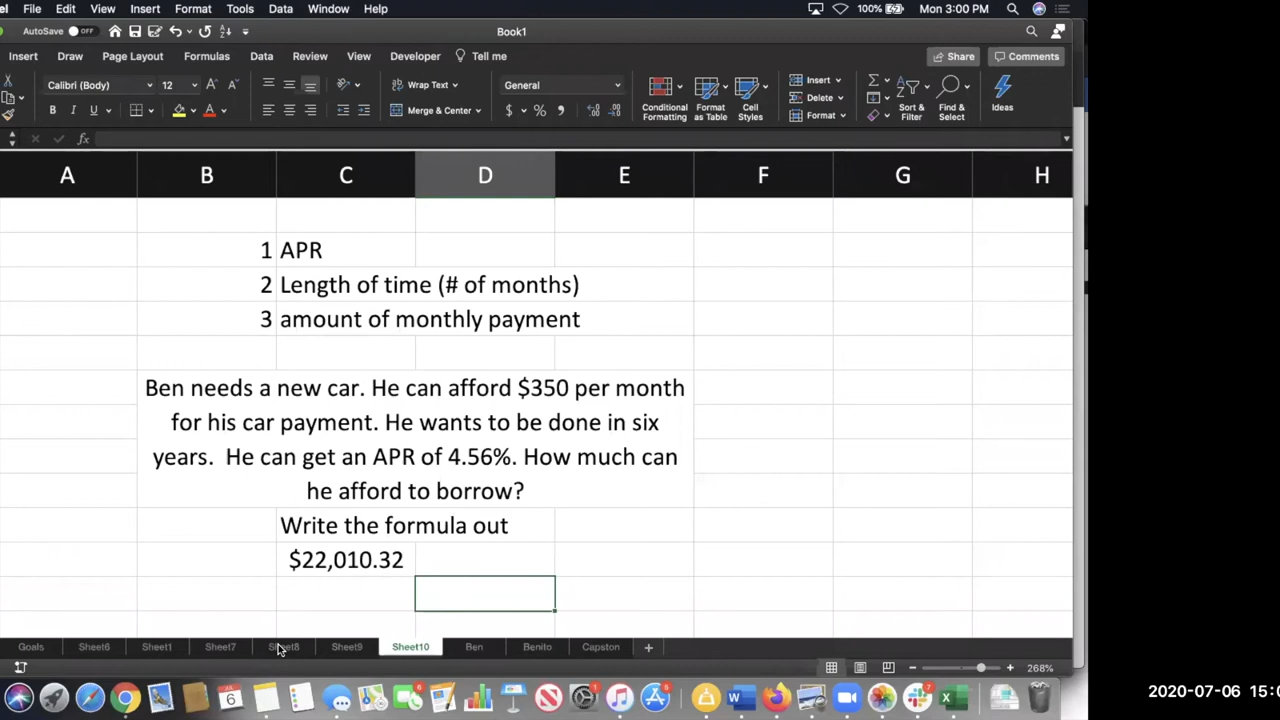 File Edit View Insert Format Tools Data Window Help 100% Mon 3:00 PM
AutoSave OFF Book1
Insert Draw Page Layout Formulas Data Review View Developer Tell me Share Comments
Calibri (Body) 12 A A Wrap Text General Insert
B I U A Merge & Center $ % Conditional Formatting Format as Table Cell Styles Delete Format Sort & Filter Find & Select Ideas
fx
A B C D E F G H
1 APR
2 Length of time (# of months)
3 amount of monthly payment
Ben needs a new car. He can afford $350 per month
for his car payment. He wants to be done in six
years. He can get an APR of 4.56%. How much can
he afford to borrow?
Write the formula out
$22,010.32
Goals Sheet6 Sheet1 Sheet7 Sheet8 Sheet9 Sheet10 Ben Benito Capston +
268%
2020-07-06 15:0